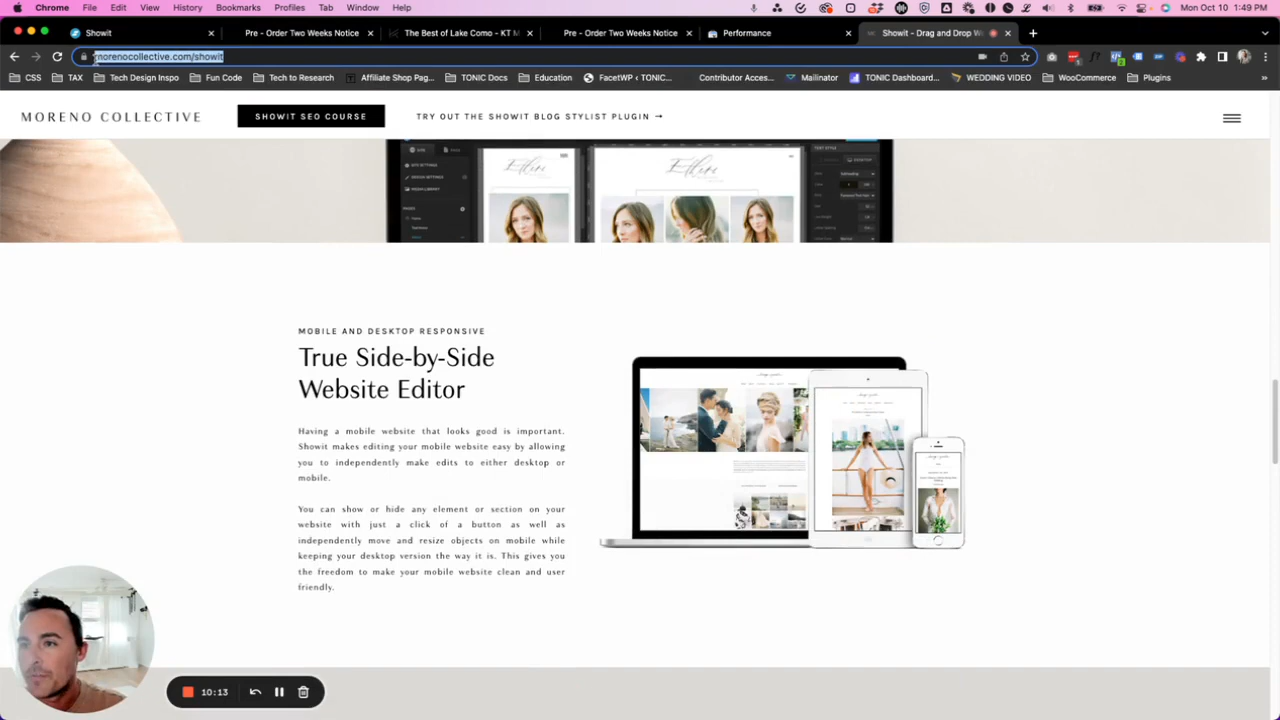 Chrome File Edit View History Bookmarks Profiles Tab Window Help Mon Oct 10 1:49 PM
Showit Pre - Order Two Weeks Notice The Best of Lake Como - KT M Pre - Order Two Weeks Notice Performance Showit - Drag and Drop W
morenocollective.com/showit
CSS TAX Tech Design Inspo Fun Code Tech to Research Affiliate Shop Pag... TONIC Docs Education FacetWP ‹ TONIC... Contributor Acces... Mailinator TONIC Dashboard... WEDDING VIDEO WooCommerce Plugins
MORENO COLLECTIVE SHOWIT SEO COURSE TRY OUT THE SHOWIT BLOG STYLIST PLUGIN →
MOBILE AND DESKTOP RESPONSIVE
True Side-by-Side
Website Editor
Having a mobile website that looks good is important.
Showit makes editing your mobile website easy by allowing
you to independently make edits to either desktop or
mobile.
You can show or hide any element or section on your
website with just a click of a button as well as
independently move and resize objects on mobile while
keeping your desktop version the way it is. This gives you
the freedom to make your mobile website clean and user
friendly.
10:13